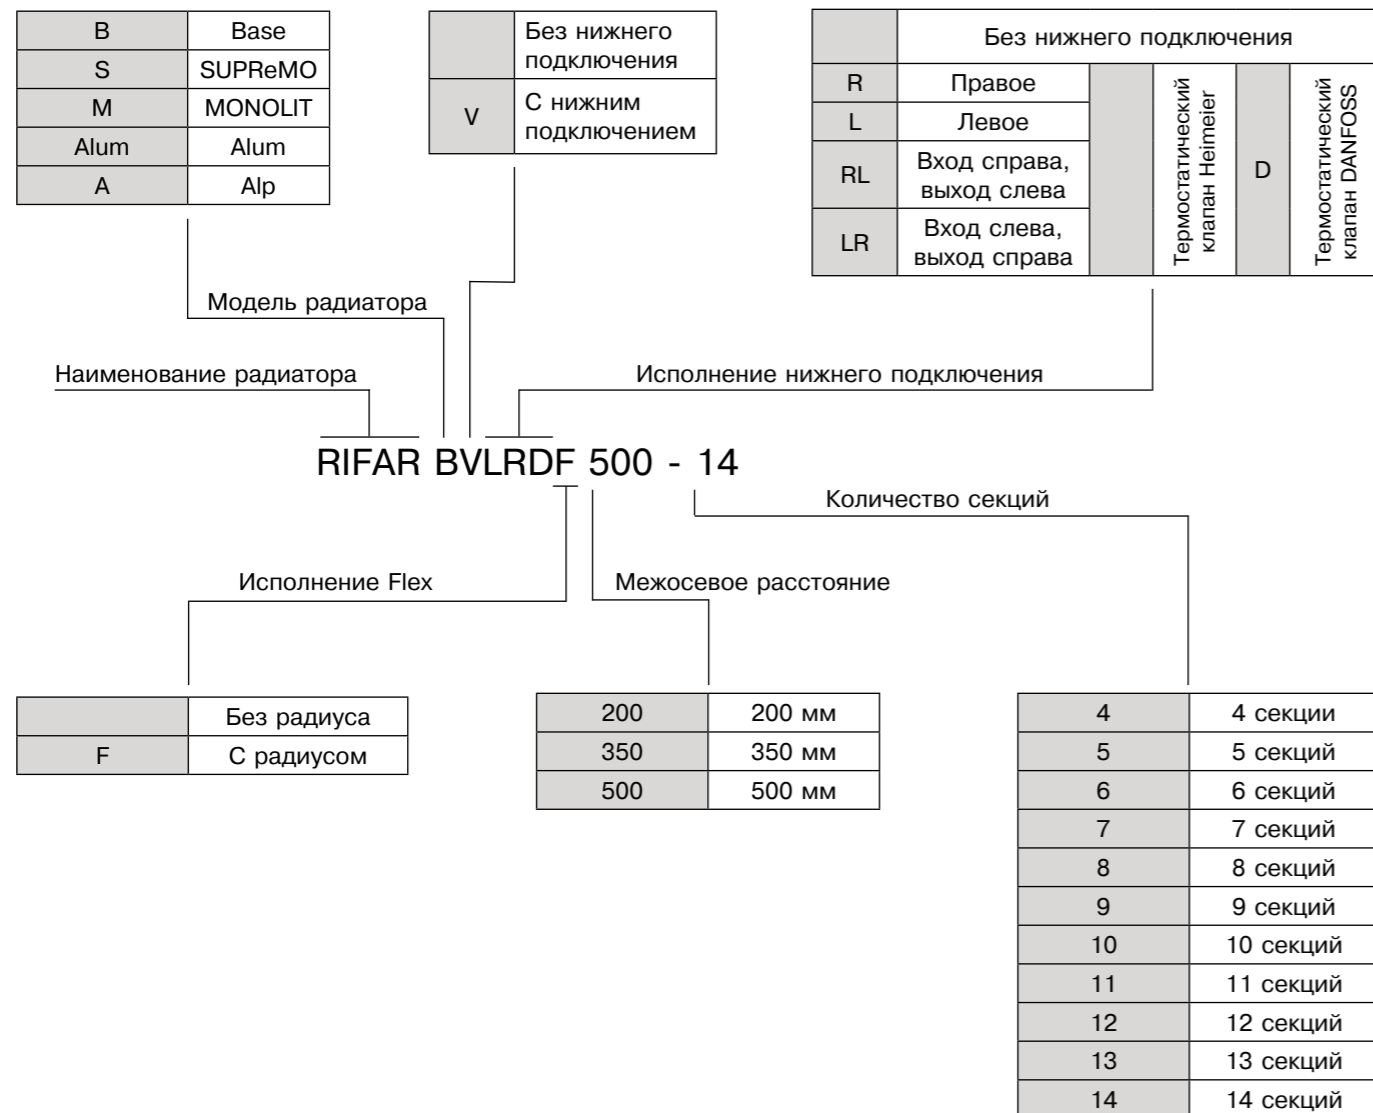 B Base
S SUPReMO
M MONOLIT
Alum Alum
A Alp
Без нижнего
подключения
V С нижним
подключением
Без нижнего подключения
R Правое
L Левое
RL Вход справа,
выход слева
LR Вход слева,
выход справа
Термостатический
клапан Heimeier
D
Термостатический
клапан DANFOSS
Модель радиатора
Наименование радиатора
Исполнение нижнего подключения
RIFAR BVLRDF 500 - 14
Количество секций
Исполнение Flex
Межосевое расстояние
Без радиуса
F С радиусом
200 200 мм
350 350 мм
500 500 мм
4 4 секции
5 5 секций
6 6 секций
7 7 секций
8 8 секций
9 9 секций
10 10 секций
11 11 секций
12 12 секций
13 13 секций
14 14 секций